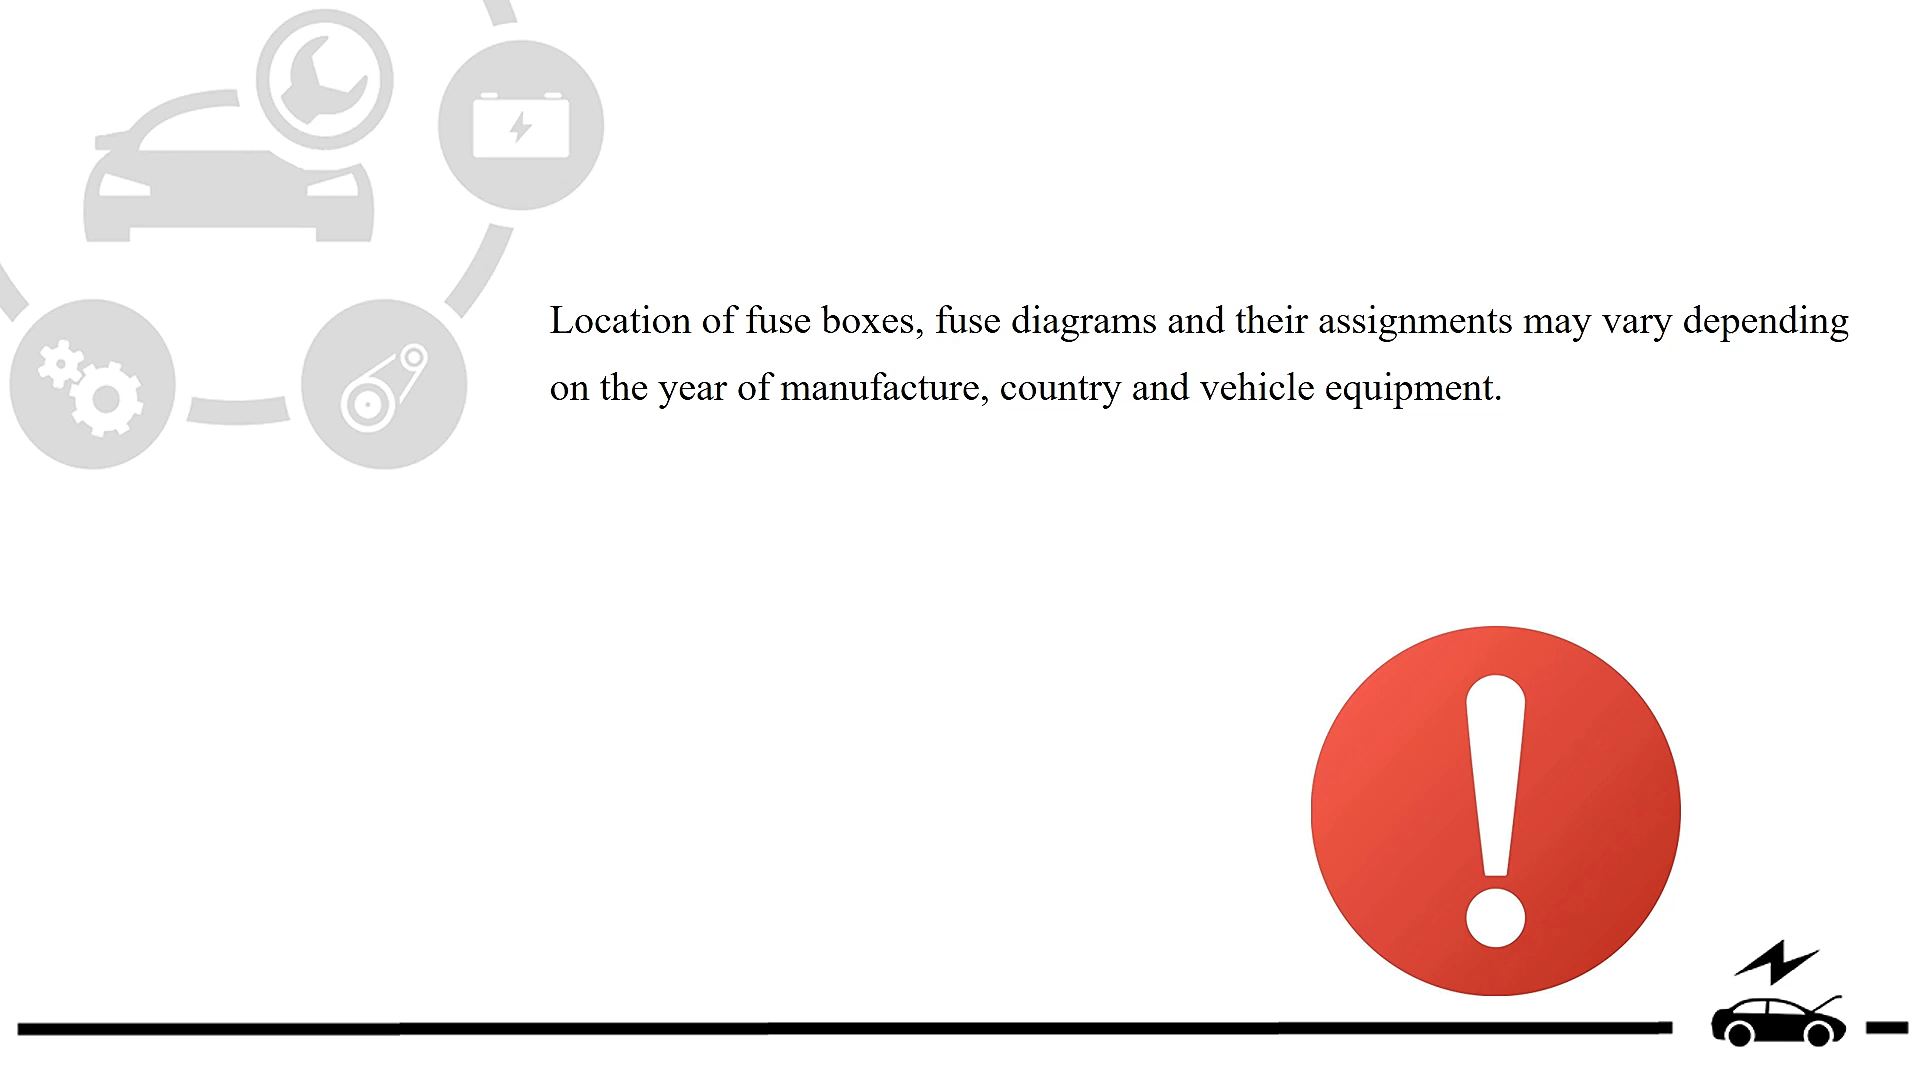 Location of fuse boxes, fuse diagrams and their assignments may vary depending
on the year of manufacture, country and vehicle equipment.